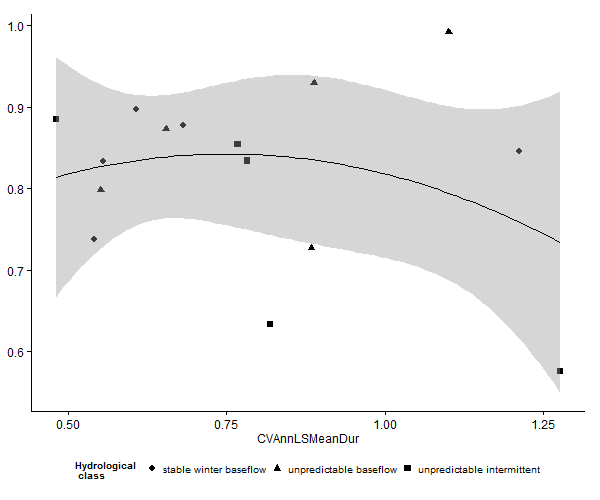 1.0
0.9
0.8
0.7
0.6
0.50 0.75 1.00 1.25
CVAnnLSMeanDur
Hydrological
class
stable winter baseflow unpredictable baseflow unpredictable intermittent